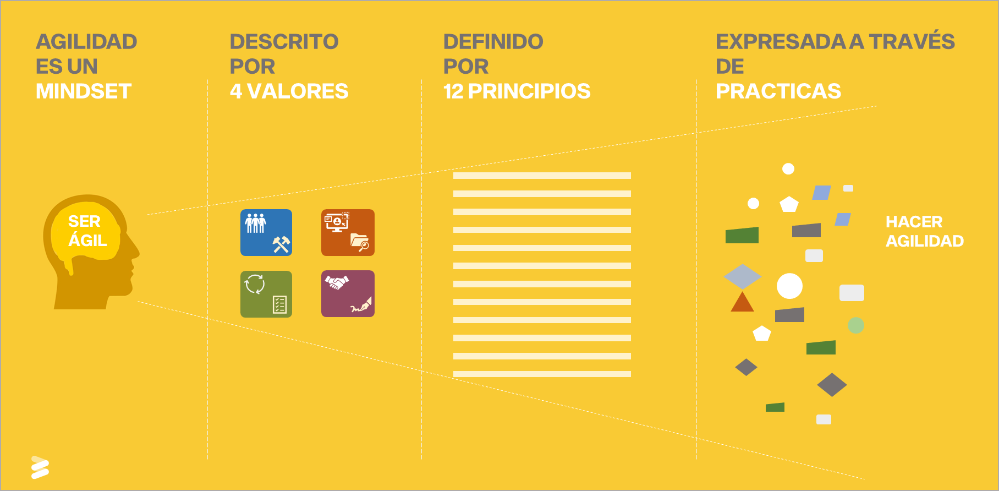 AGILIDAD
ES UN
MINDSET
DESCRITO
POR
4 VALORES
DEFINIDO
POR
12 PRINCIPIOS
EXPRESADA A TRAVÉS
DE
PRACTICAS
SER
ÁGIL
HACER
AGILIDAD